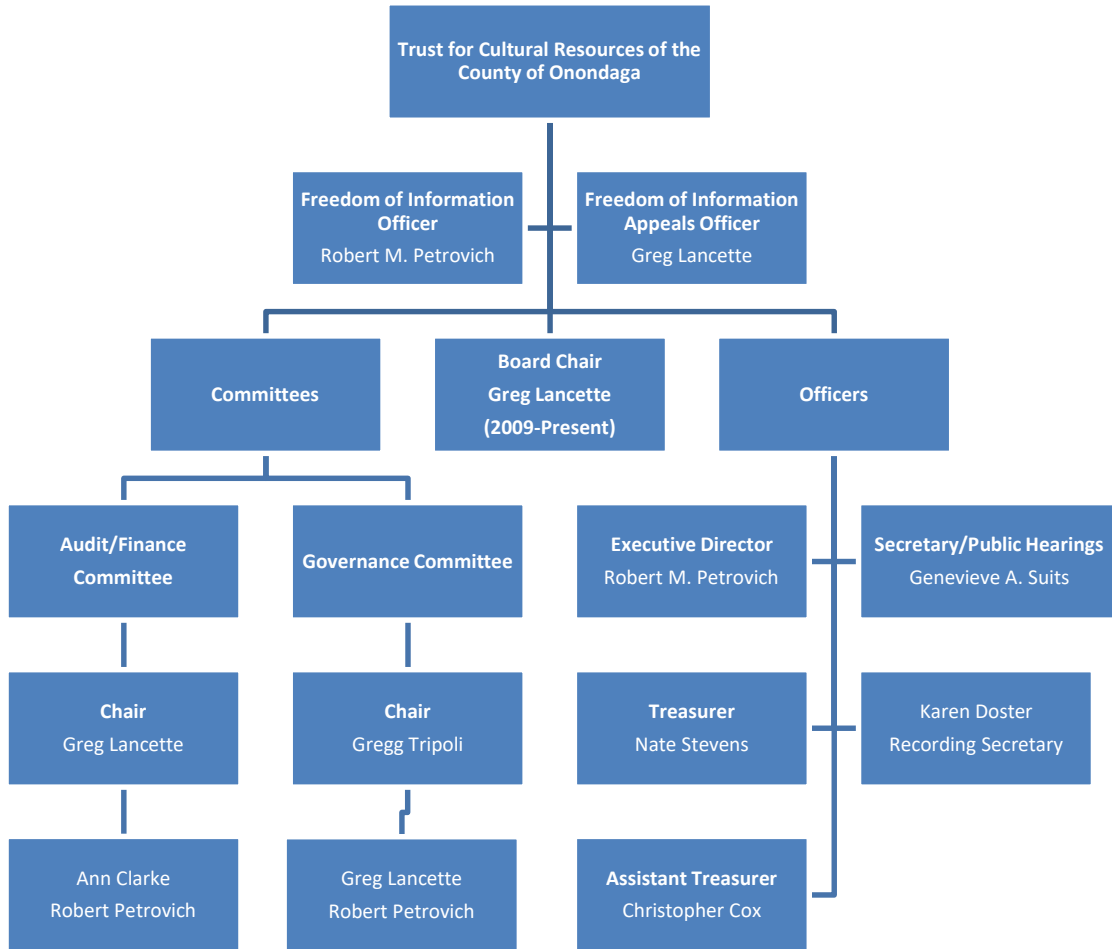 Trust for Cultural Resources of the
County of Onondaga
Freedom of Information
Officer
Robert M. Petrovich
Freedom of Information
Appeals Officer
Greg Lancette
Committees
Board Chair
Greg Lancette
(2009-Present)
Officers
Audit/Finance
Committee
Governance Committee
Executive Director
Robert M. Petrovich
Secretary/Public Hearings
Genevieve A. Suits
Chair
Greg Lancette
Chair
Gregg Tripoli
Treasurer
Nate Stevens
Karen Doster
Recording Secretary
Ann Clarke
Robert Petrovich
Greg Lancette
Robert Petrovich
Assistant Treasurer
Christopher Cox